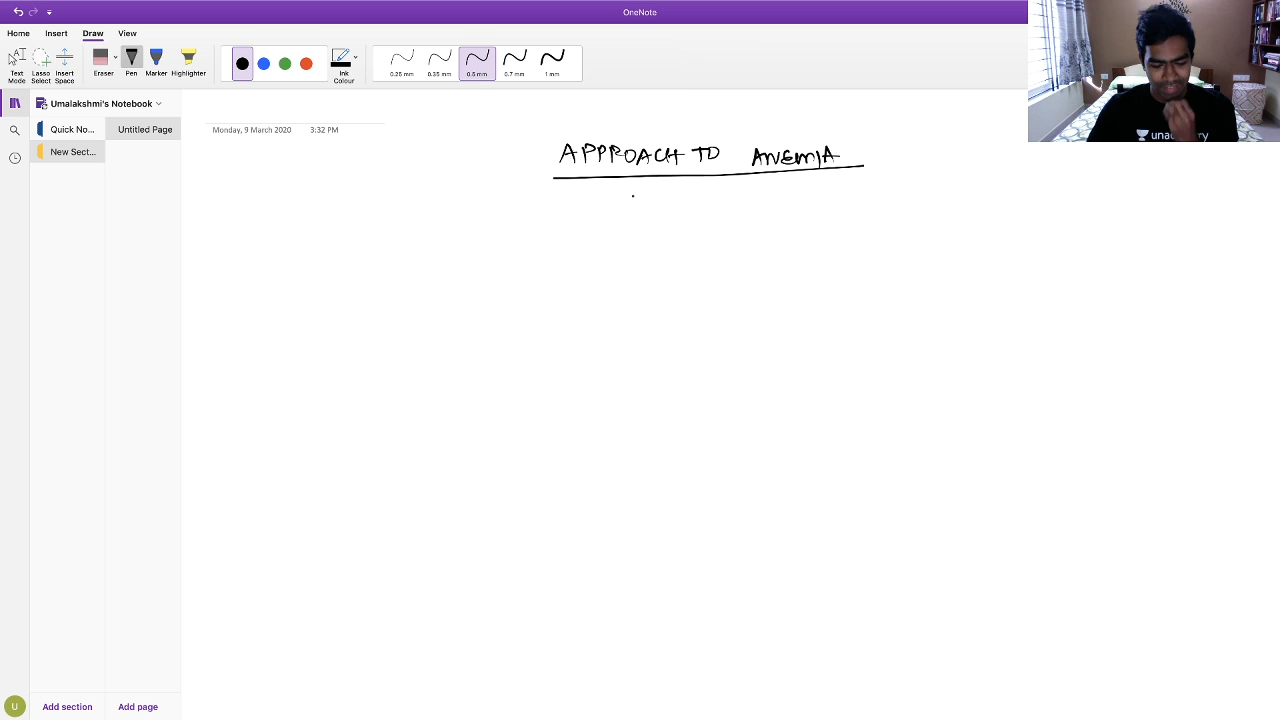 OneNote
Home Insert Draw View
Text Mode Lasso Select Insert Space Eraser Pen Marker Highlighter Ink Colour 0.25 mm 0.35 mm 0.5 mm 0.7 mm 1 mm
Umalakshmi's Notebook
Quick No... Untitled Page
New Sect...
Monday, 9 March 2020 3:32 PM
APPROACH TO ANEMIA
U Add section Add page